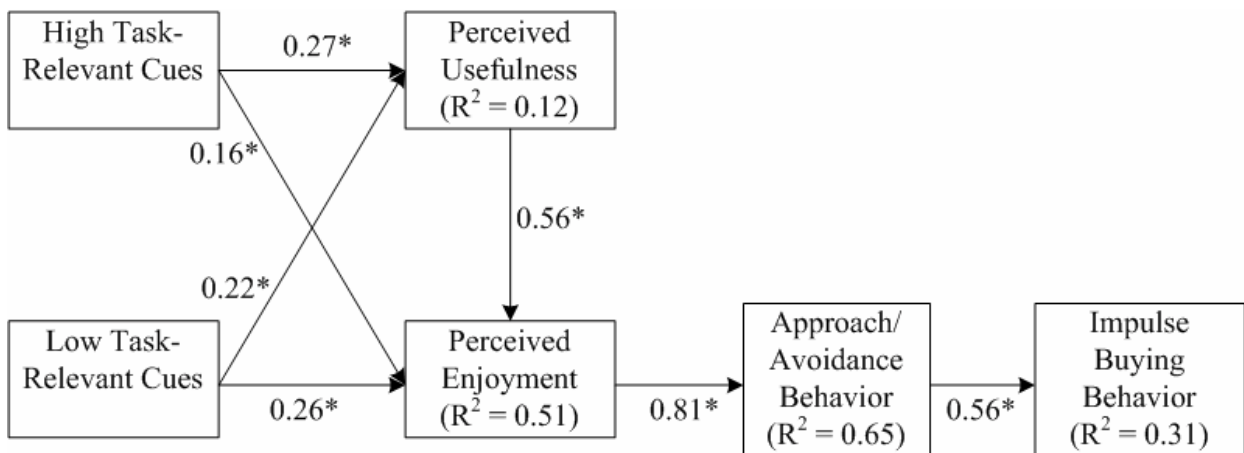 High Task-
Relevant Cues
0.27*
Perceived
Usefulness
(R² = 0.12)
0.16*
0.56*
0.22*
Low Task-
Relevant Cues
0.26*
Perceived
Enjoyment
(R² = 0.51)
0.81*
Approach/
Avoidance
Behavior
(R² = 0.65)
0.56*
Impulse
Buying
Behavior
(R² = 0.31)